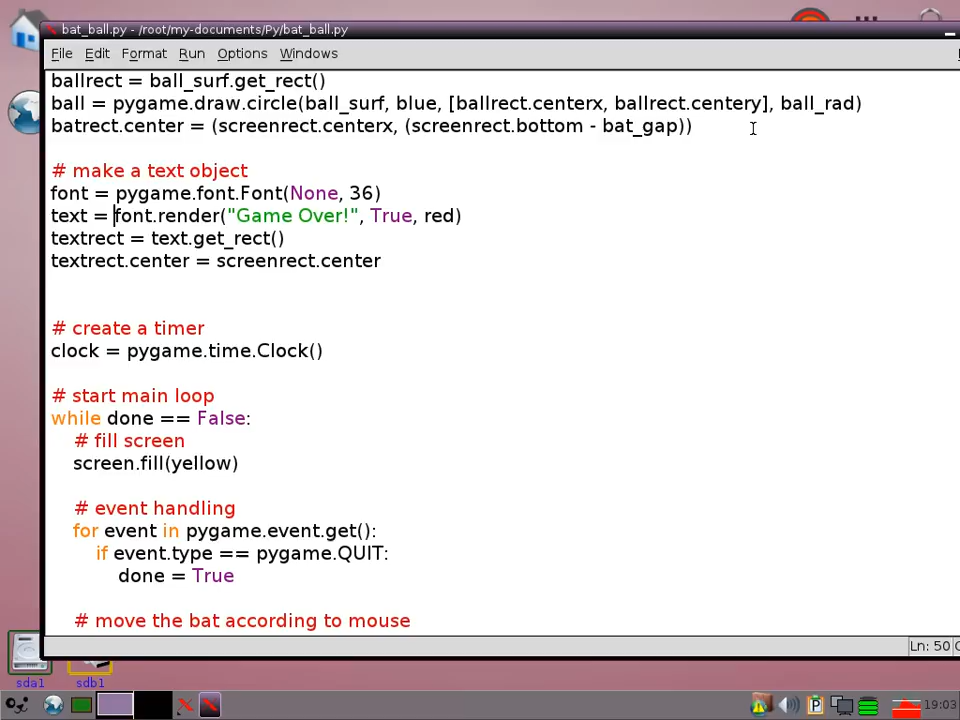 bat_ball.py - /root/my-documents/Py/bat_ball.py
File Edit Format Run Options Windows
ballrect = ball_surf.get_rect()
ball = pygame.draw.circle(ball_surf, blue, [ballrect.centerx, ballrect.centery], ball_rad)
batrect.center = (screenrect.centerx, (screenrect.bottom - bat_gap))
# make a text object
font = pygame.font.Font(None, 36)
text = font.render("Game Over!", True, red)
textrect = text.get_rect()
textrect.center = screenrect.center
# create a timer
clock = pygame.time.Clock()
# start main loop
while done == False:
    # fill screen
    screen.fill(yellow)
    # event handling
    for event in pygame.event.get():
        if event.type == pygame.QUIT:
            done = True
    # move the bat according to mouse
Ln: 50
sda1 sdb1
19:03